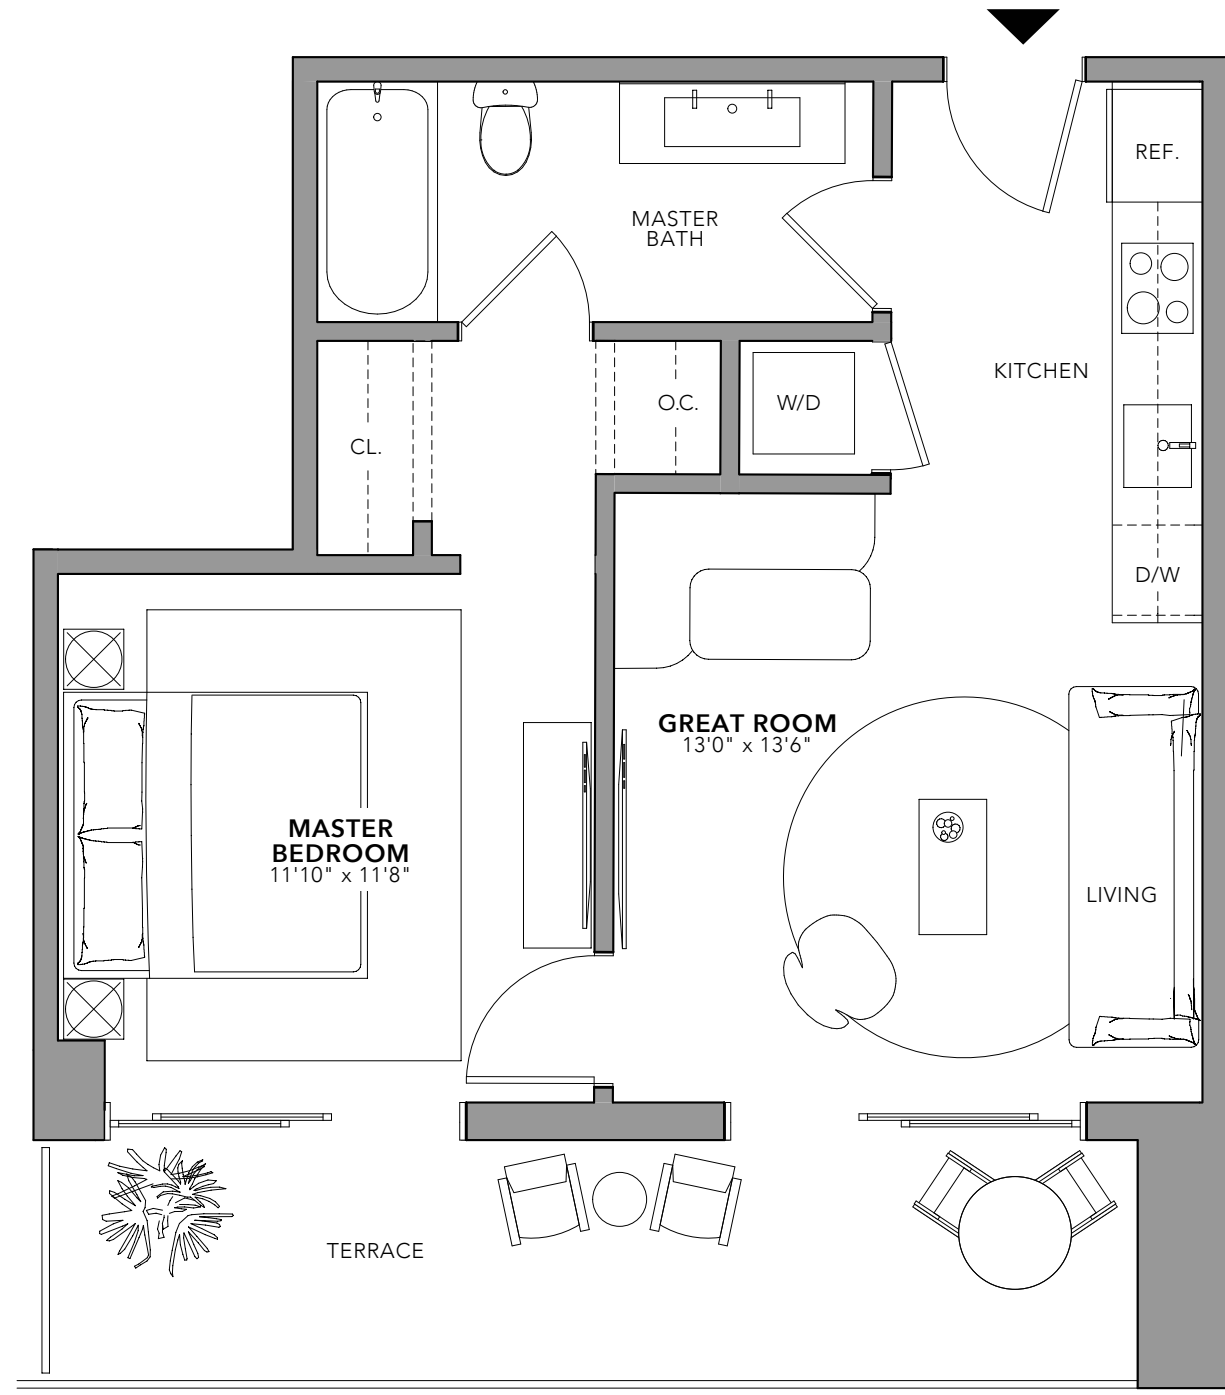 REF.
MASTER
BATH
KITCHEN
O.C.
W/D
CL.
D/W
GREAT ROOM
13'0" x 13'6"
MASTER
BEDROOM
11'10" x 11'8"
LIVING
TERRACE